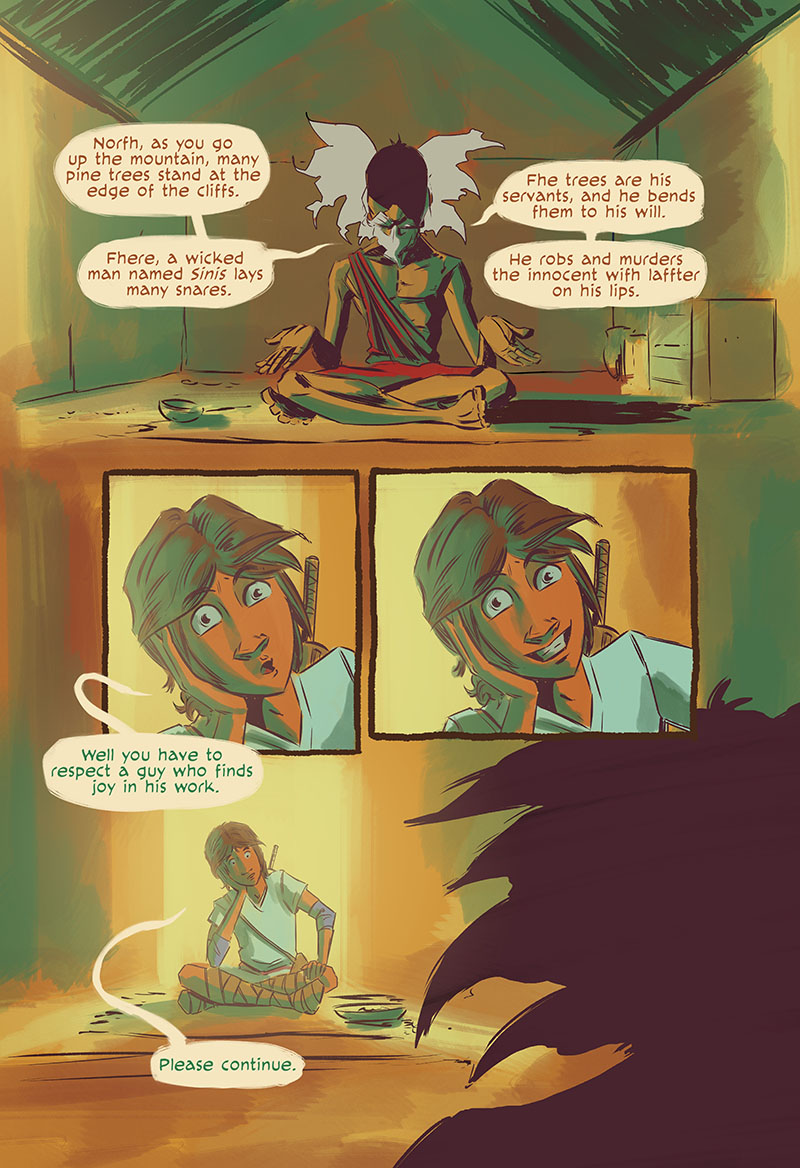 Norfh, as you go
up the mountain, many
pine trees stand at the
edge of the cliffs.
Fhere, a wicked
man named Sinis lays
many snares.
Fhe trees are his
servants, and he bends
fhem to his will.
He robs and murders
the innocent wifh laffter
on his lips.
Well you have to
respect a guy who finds
joy in his work.
Please continue.